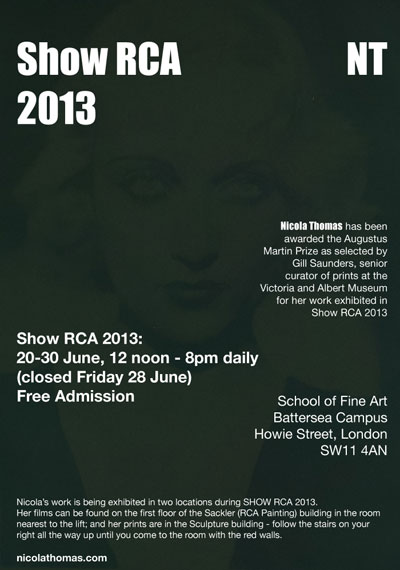 Show RCA
2013
NT
Nicola Thomas has been
awarded the Augustus
Martin Prize as selected by
Gill Saunders, senior
curator of prints at the
Victoria and Albert Museum
for her work exhibited in
Show RCA 2013
Show RCA 2013:
20-30 June, 12 noon - 8pm daily
(closed Friday 28 June)
Free Admission
School of Fine Art
Battersea Campus
Howie Street, London
SW11 4AN
Nicola's work is being exhibited in two locations during SHOW RCA 2013.
Her films can be found on the first floor of the Sackler (RCA Painting) building in the room
nearest to the lift; and her prints are in the Sculpture building - follow the stairs on your
right all the way up until you come to the room with the red walls.
nicolathomas.com